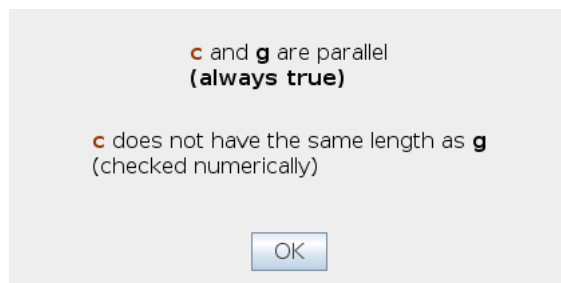 c and g are parallel
(always true)
c does not have the same length as g
(checked numerically)
OK